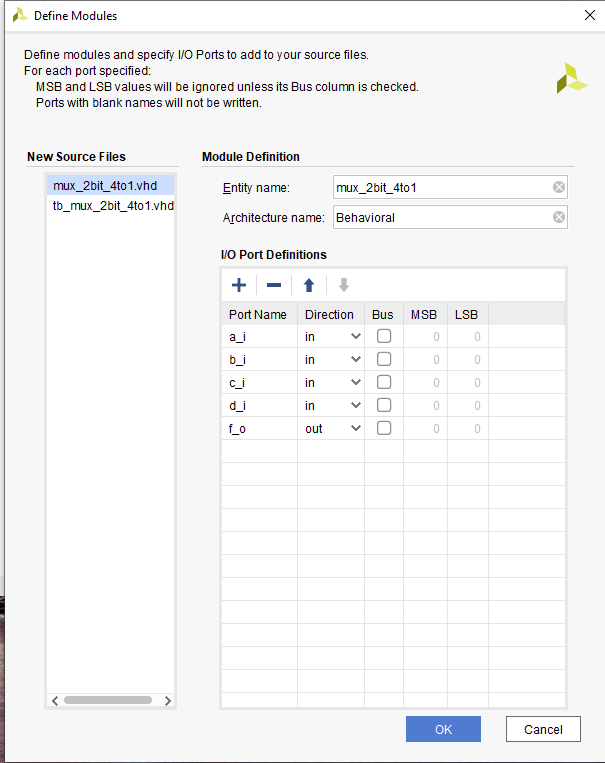 Define Modules
Define modules and specify I/O Ports to add to your source files.
For each port specified:
MSB and LSB values will be ignored unless its Bus column is checked.
Ports with blank names will not be written.
New Source Files
mux_2bit_4to1.vhd
tb_mux_2bit_4to1.vhd
Module Definition
Entity name: mux_2bit_4to1
Architecture name: Behavioral
I/O Port Definitions
Port Name Direction Bus MSB LSB
a_i in 0 0
b_i in 0 0
c_i in 0 0
d_i in 0 0
f_o out 0 0
OK Cancel